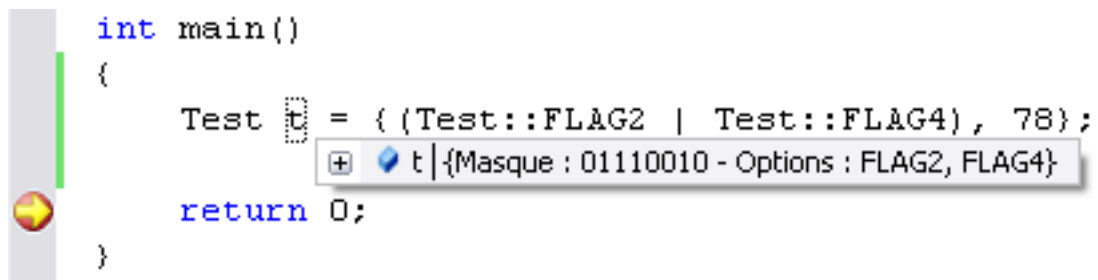 int main()
{
Test t = { (Test::FLAG2 | Test::FLAG4), 78};
t {Masque : 01110010 - Options : FLAG2, FLAG4}
return 0;
}